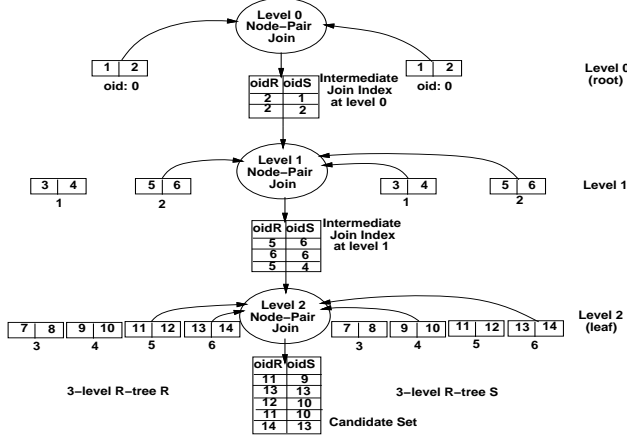 Level 0
Node-Pair
Join
1 2
oid: 0
1 2
oid: 0
Level 0
(root)
oidR oidS
2 1
2 2
Intermediate
Join Index
at level 0
Level 1
Node-Pair
Join
3 4
1
5 6
2
3 4
1
5 6
2
Level 1
oidR oidS
5 6
6 6
5 4
Intermediate
Join Index
at level 1
Level 2
Node-Pair
Join
7 8
3
9 10
4
11 12
5
13 14
6
7 8
3
9 10
4
11 12
5
13 14
6
Level 2
(leaf)
oidR oidS
11 9
13 13
12 10
11 10
14 13
3-level R-tree R
3-level R-tree S
Candidate Set